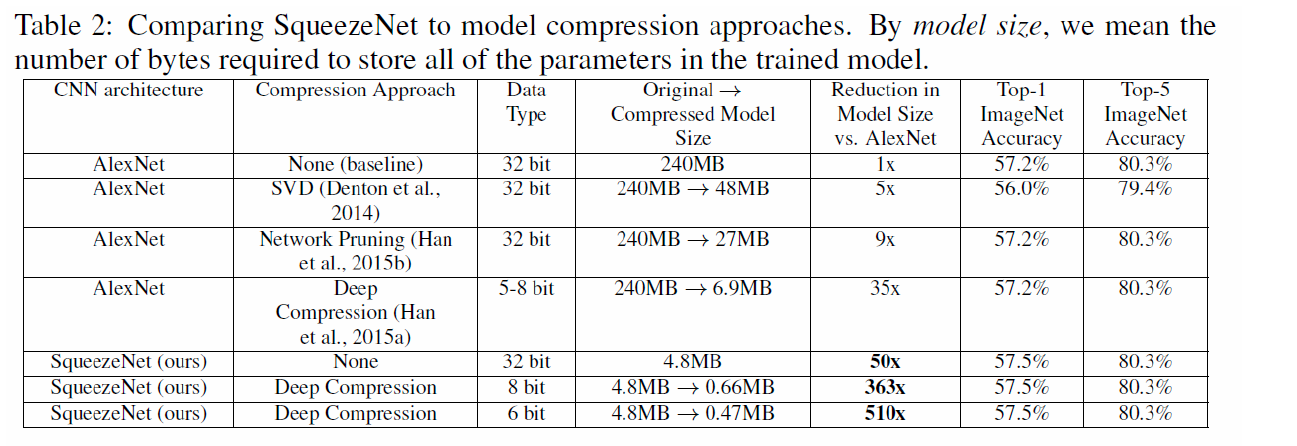 Table 2: Comparing SqueezeNet to model compression approaches. By model size, we mean the
number of bytes required to store all of the parameters in the trained model.
CNN architecture Compression Approach Data Type Original → Compressed Model Size Reduction in Model Size vs. AlexNet Top-1 ImageNet Accuracy Top-5 ImageNet Accuracy
AlexNet None (baseline) 32 bit 240MB 1x 57.2% 80.3%
AlexNet SVD (Denton et al., 2014) 32 bit 240MB → 48MB 5x 56.0% 79.4%
AlexNet Network Pruning (Han et al., 2015b) 32 bit 240MB → 27MB 9x 57.2% 80.3%
AlexNet Deep Compression (Han et al., 2015a) 5-8 bit 240MB → 6.9MB 35x 57.2% 80.3%
SqueezeNet (ours) None 32 bit 4.8MB 50x 57.5% 80.3%
SqueezeNet (ours) Deep Compression 8 bit 4.8MB → 0.66MB 363x 57.5% 80.3%
SqueezeNet (ours) Deep Compression 6 bit 4.8MB → 0.47MB 510x 57.5% 80.3%